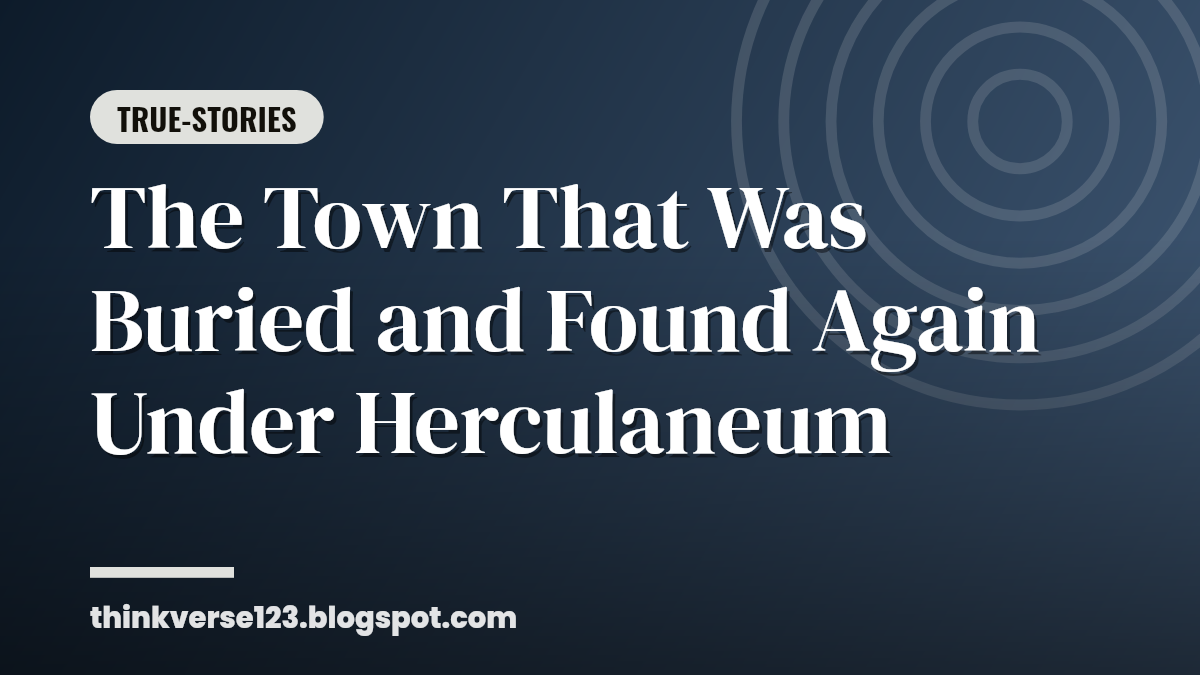 TRUE-STORIES
The Town That Was
Buried and Found Again
Under Herculaneum
thinkverse123.blogspot.com